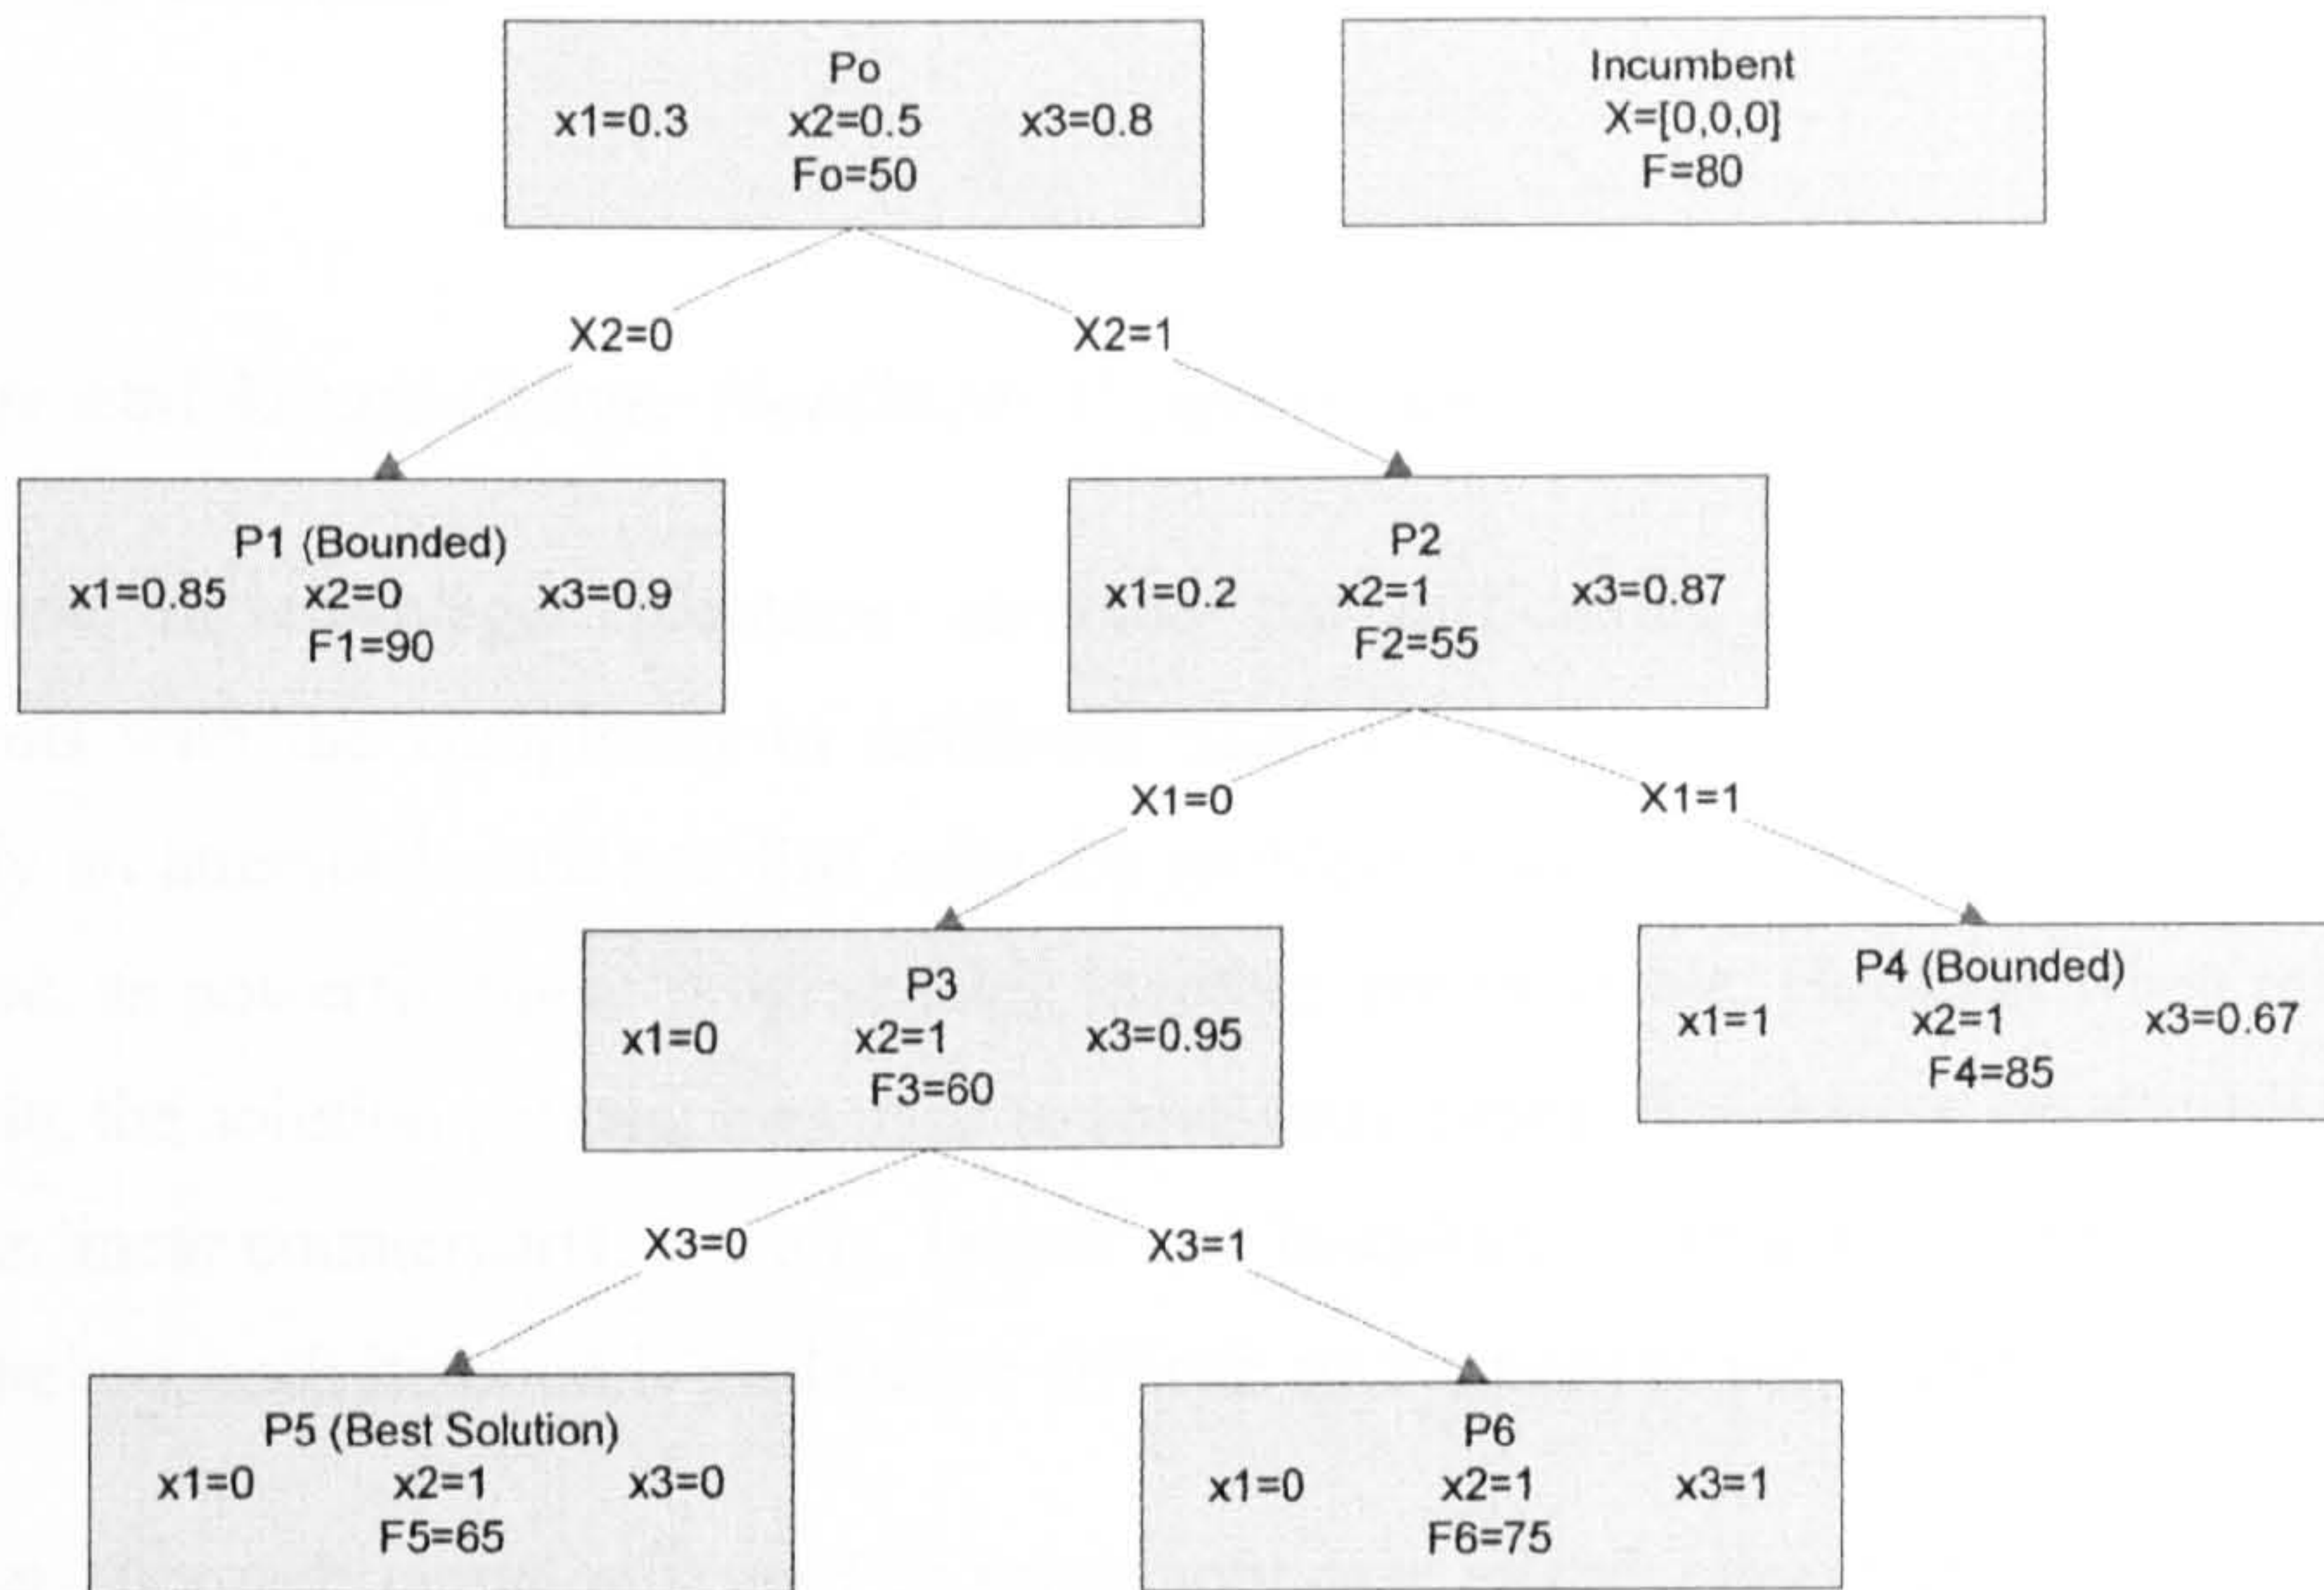 Po
x1=0.3 x2=0.5 x3=0.8
Fo=50
Incumbent
X=[0,0,0]
F=80
X2=0
X2=1
P1 (Bounded)
x1=0.85 x2=0 x3=0.9
F1=90
P2
x1=0.2 x2=1 x3=0.87
F2=55
X1=0
X1=1
P3
x1=0 x2=1 x3=0.95
F3=60
P4 (Bounded)
x1=1 x2=1 x3=0.67
F4=85
X3=0
X3=1
P5 (Best Solution)
x1=0 x2=1 x3=0
F5=65
P6
x1=0 x2=1 x3=1
F6=75